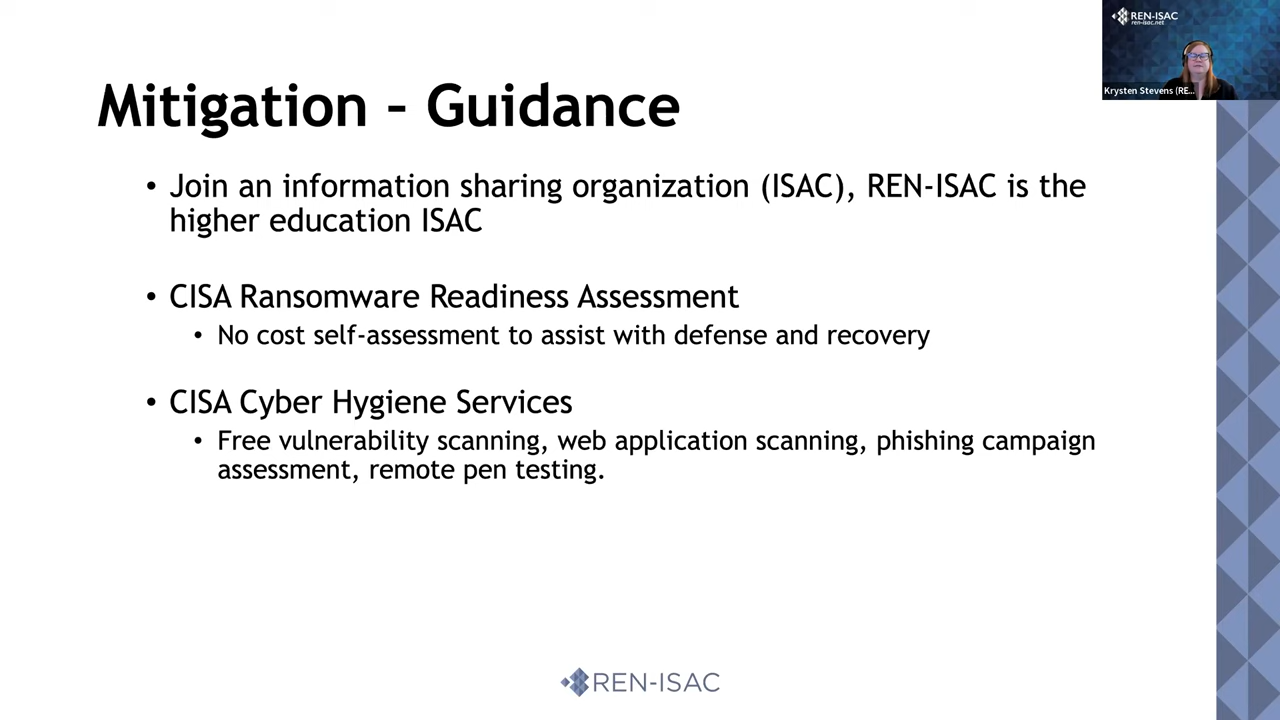 Mitigation – Guidance
• Join an information sharing organization (ISAC), REN-ISAC is the
higher education ISAC
• CISA Ransomware Readiness Assessment
• No cost self-assessment to assist with defense and recovery
• CISA Cyber Hygiene Services
• Free vulnerability scanning, web application scanning, phishing campaign
assessment, remote pen testing.
REN-ISAC
REN-ISAC
ren-isac.net
Krysten Stevens (RE...